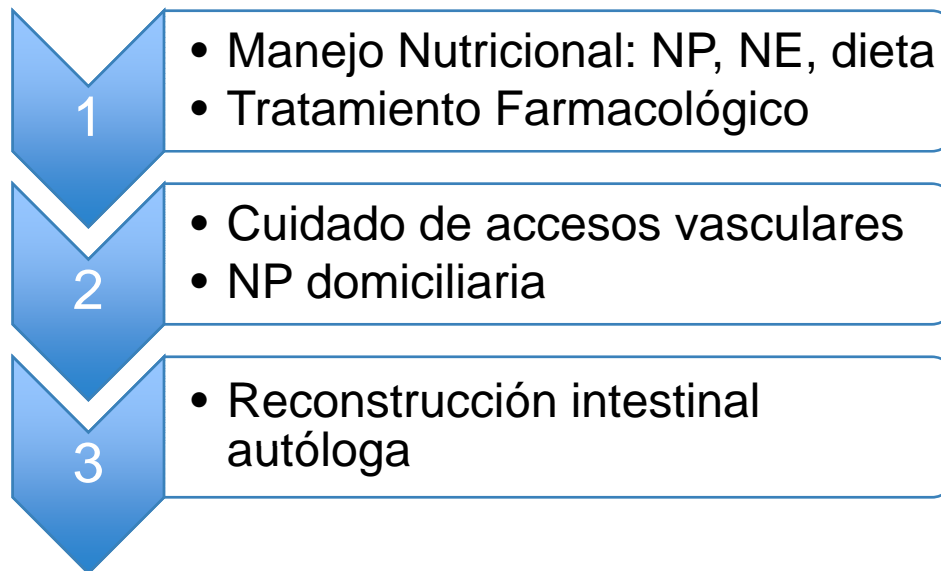 1
• Manejo Nutricional: NP, NE, dieta
• Tratamiento Farmacológico
2
• Cuidado de accesos vasculares
• NP domiciliaria
3
• Reconstrucción intestinal
autóloga